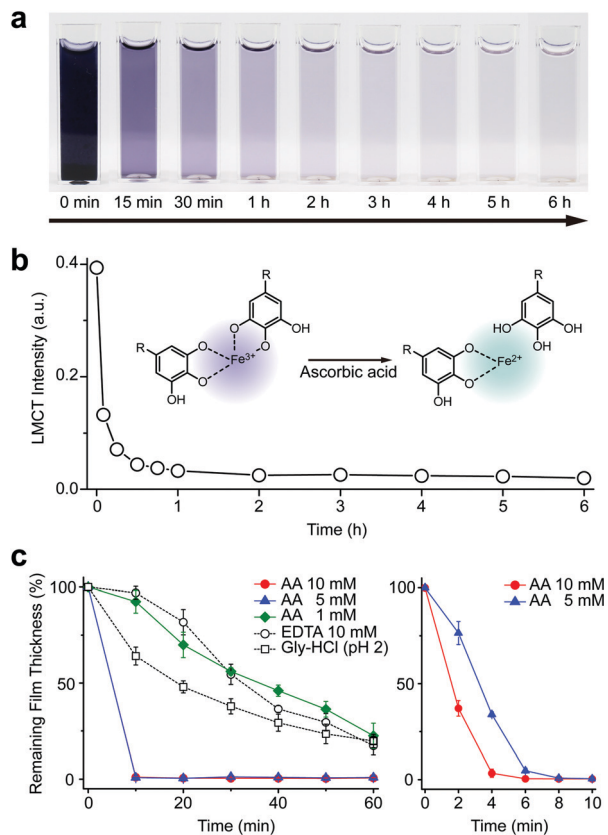 a
0 min 15 min 30 min 1 h 2 h 3 h 4 h 5 h 6 h
b
LMCT Intensity (a.u.)
0.4
0.2
0.0
R
O
O
OH
R
O
O
OH
Fe3+
Ascorbic acid
R
HO
OH
OH
R
O
O
OH
Fe2+
0 1 2 3 4 5 6
Time (h)
c
Remaining Film Thickness (%)
100
50
0
AA 10 mM
AA 5 mM
AA 1 mM
EDTA 10 mM
Gly-HCl (pH 2)
0 20 40 60
Time (min)
100
50
0
AA 10 mM
AA 5 mM
0 2 4 6 8 10
Time (min)